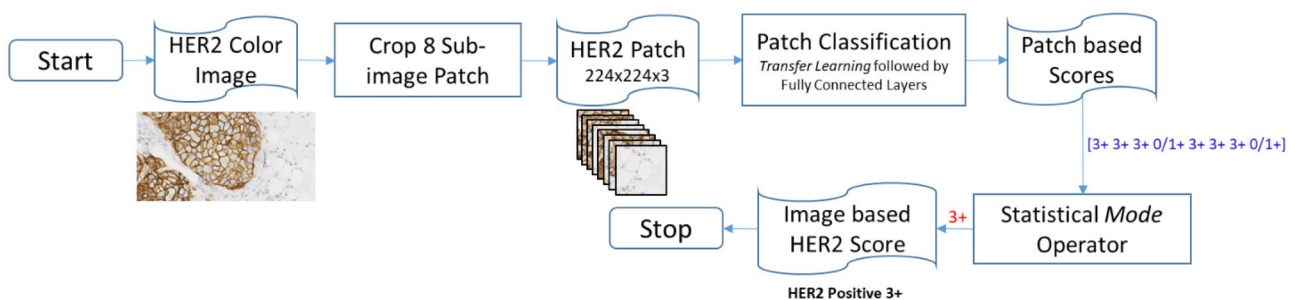 Start
HER2 Color
Image
Crop 8 Sub-
image Patch
HER2 Patch
224x224x3
Patch Classification
Transfer Learning followed by
Fully Connected Layers
Patch based
Scores
[3+ 3+ 3+ 0/1+ 3+ 3+ 3+ 0/1+]
Statistical Mode
Operator
3+
Image based
HER2 Score
Stop
HER2 Positive 3+